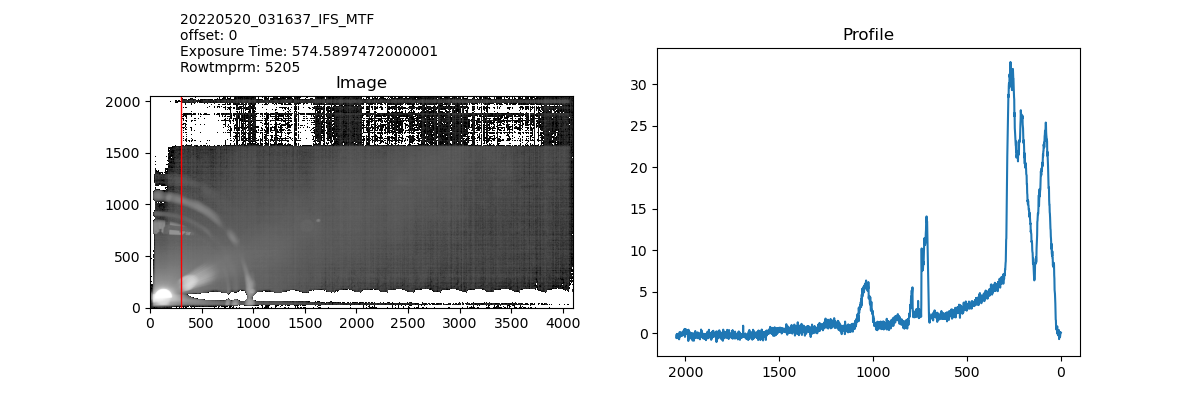 20220520_031637_IFS_MTF
offset: 0
Exposure Time: 574.5897472000001
Rowtmprm: 5205
Image
2000
1500
1000
500
0
0 500 1000 1500 2000 2500 3000 3500 4000
Profile
30
25
20
15
10
5
0
2000 1500 1000 500 0